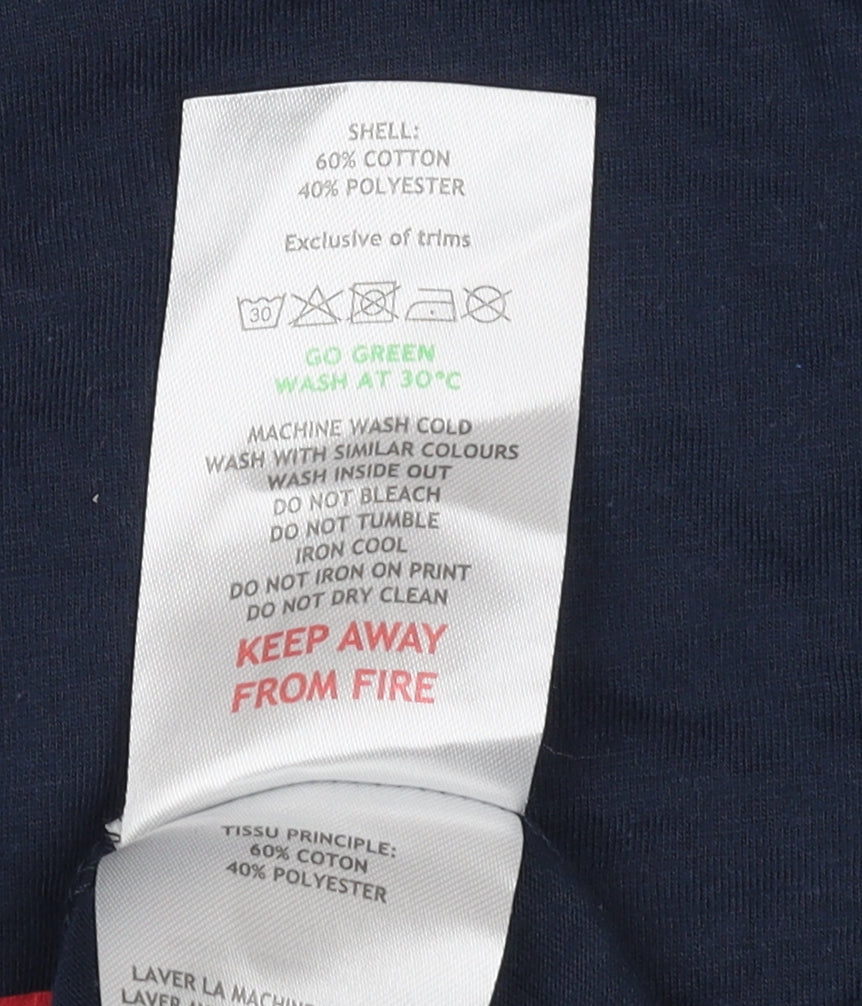 SHELL:
60% COTTON
40% POLYESTER
Exclusive of trims
30
GO GREEN
WASH AT 30°C
MACHINE WASH COLD
WASH WITH SIMILAR COLOURS
WASH INSIDE OUT
DO NOT BLEACH
DO NOT TUMBLE
IRON COOL
DO NOT IRON ON PRINT
DO NOT DRY CLEAN
KEEP AWAY
FROM FIRE
TISSU PRINCIPLE:
60% COTON
40% POLYESTER
LAVER LA MACHINE
LAVER